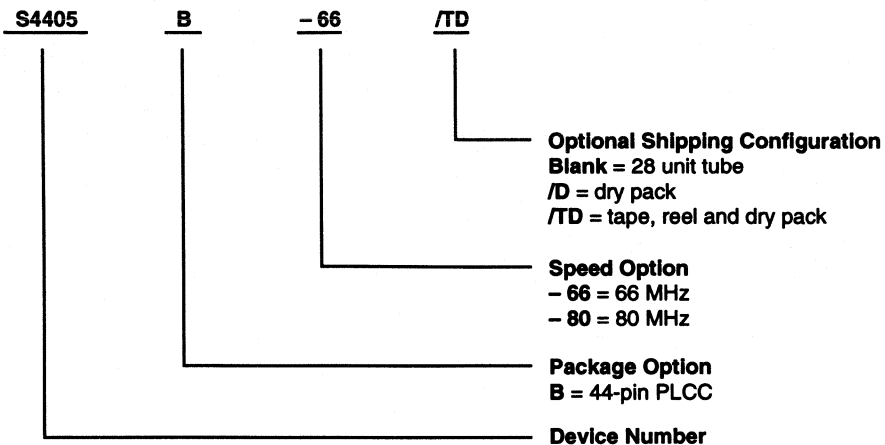 S4405 B – 66 /TD
Optional Shipping Configuration
Blank = 28 unit tube
/D = dry pack
/TD = tape, reel and dry pack
Speed Option
– 66 = 66 MHz
– 80 = 80 MHz
Package Option
B = 44-pin PLCC
Device Number